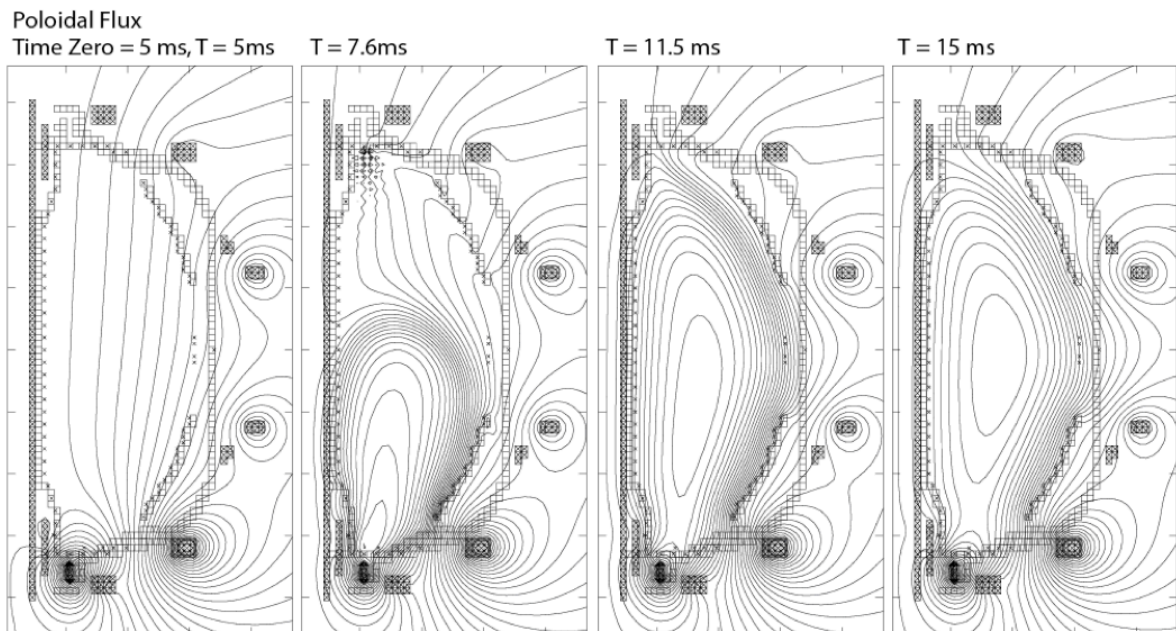 Poloidal Flux
Time Zero = 5 ms, T = 5ms
T = 7.6ms
T = 11.5 ms
T = 15 ms